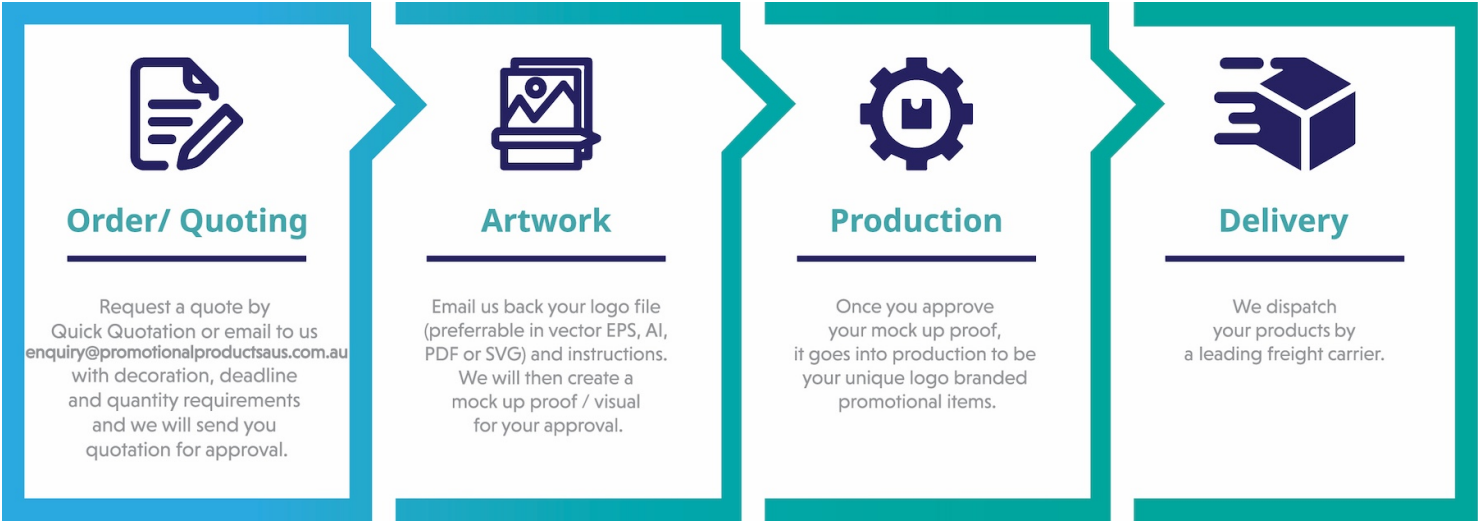 Order/ Quoting
Request a quote by
Quick Quotation or email to us
enquiry@promotionalproductsaus.com.au
with decoration, deadline
and quantity requirements
and we will send you
quotation for approval.
Artwork
Email us back your logo file
(preferrable in vector EPS, AI,
PDF or SVG) and instructions.
We will then create a
mock up proof / visual
for your approval.
Production
Once you approve
your mock up proof,
it goes into production to be
your unique logo branded
promotional items.
Delivery
We dispatch
your products by
a leading freight carrier.